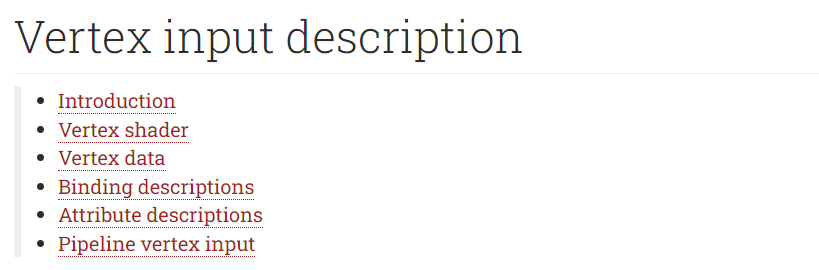 Vertex input description
Introduction
Vertex shader
Vertex data
Binding descriptions
Attribute descriptions
Pipeline vertex input